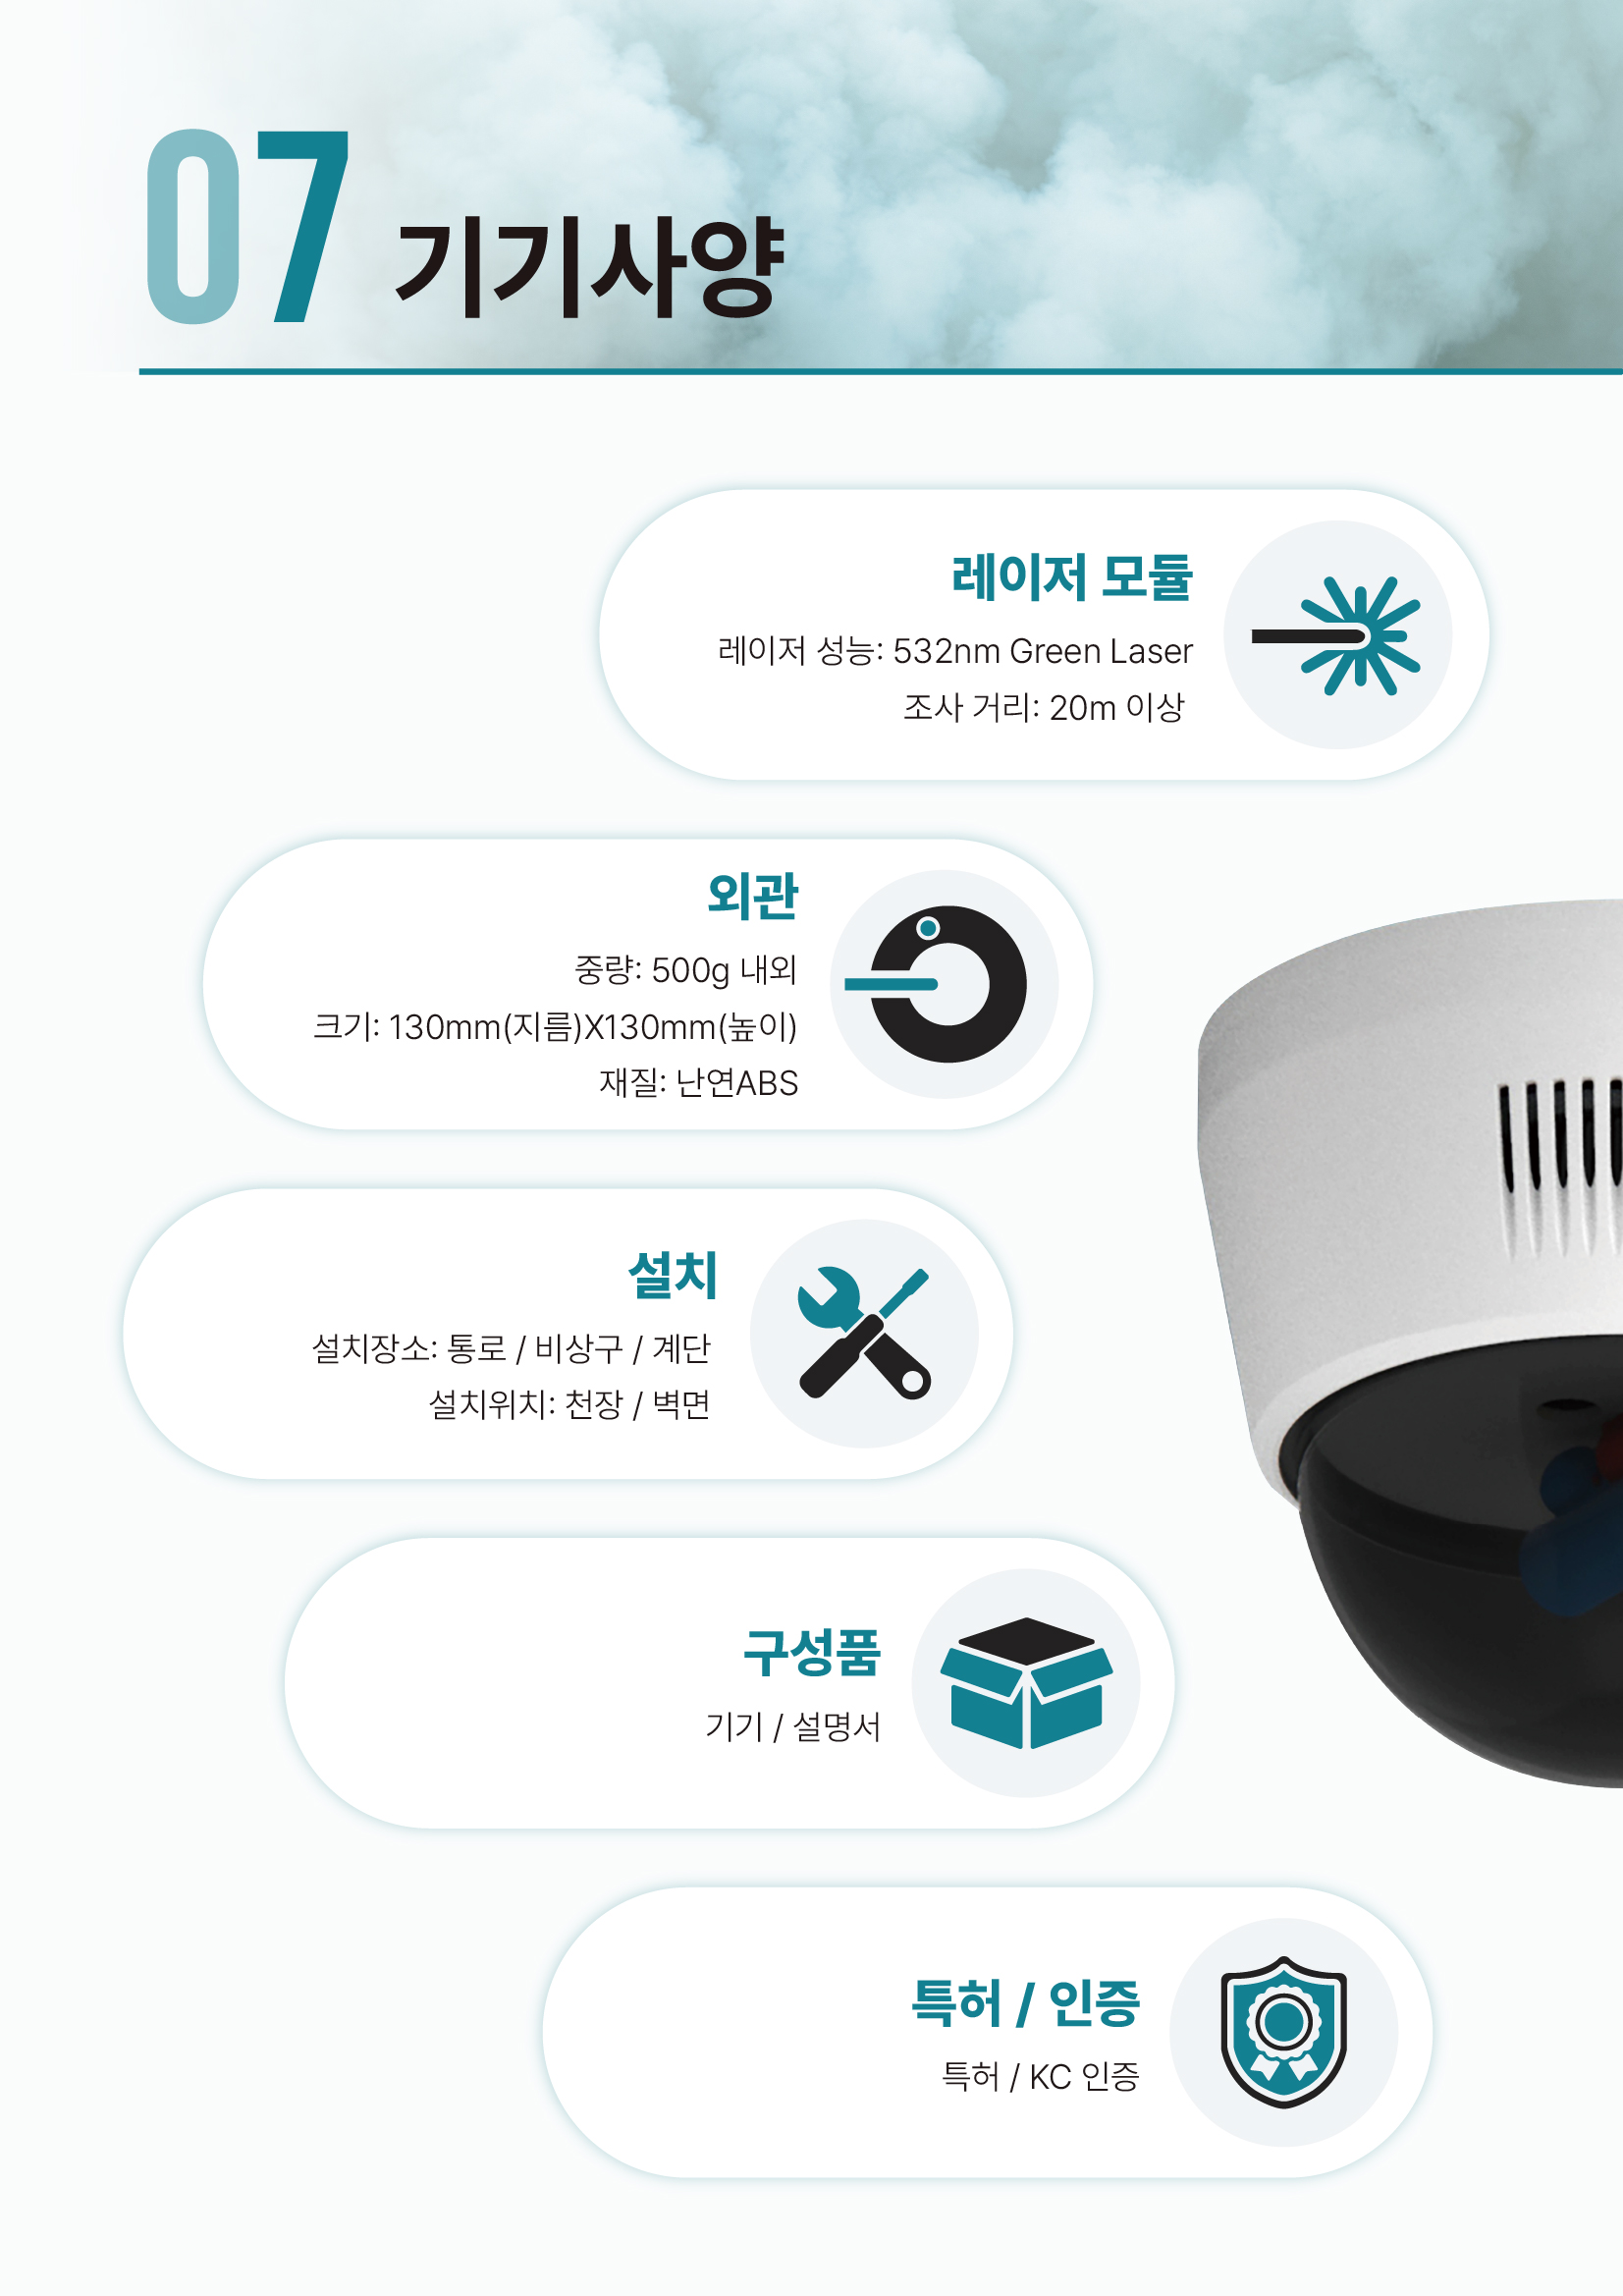 07 기기사양
레이저 모듈
레이저 성능: 532nm Green Laser
조사 거리: 20m 이상
외관
중량: 500g 내외
크기: 130mm(지름)X130mm(높이)
재질: 난연ABS
설치
설치장소: 통로 / 비상구 / 계단
설치위치: 천장 / 벽면
구성품
기기 / 설명서
특허 / 인증
특허 / KC 인증